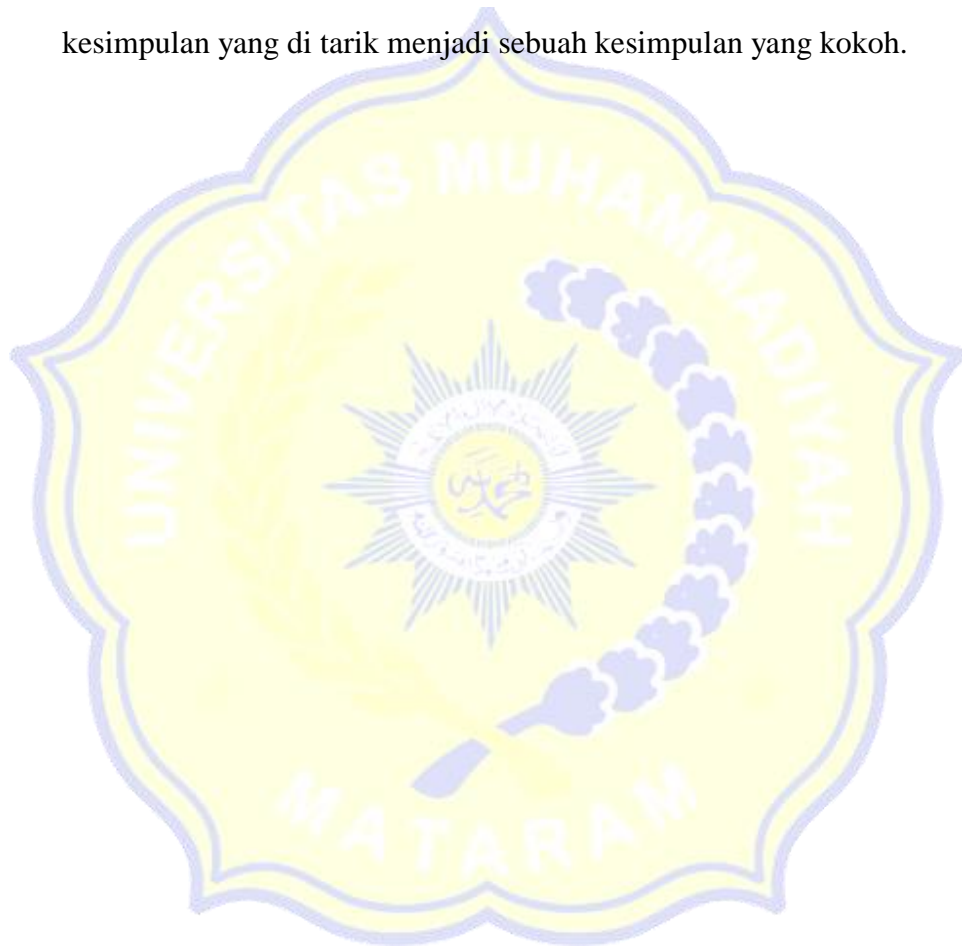 kesimpulan yang di tarik menjadi sebuah kesimpulan yang kokoh.
UNIVERSITAS MUHAMMADIYAH
MATARAM